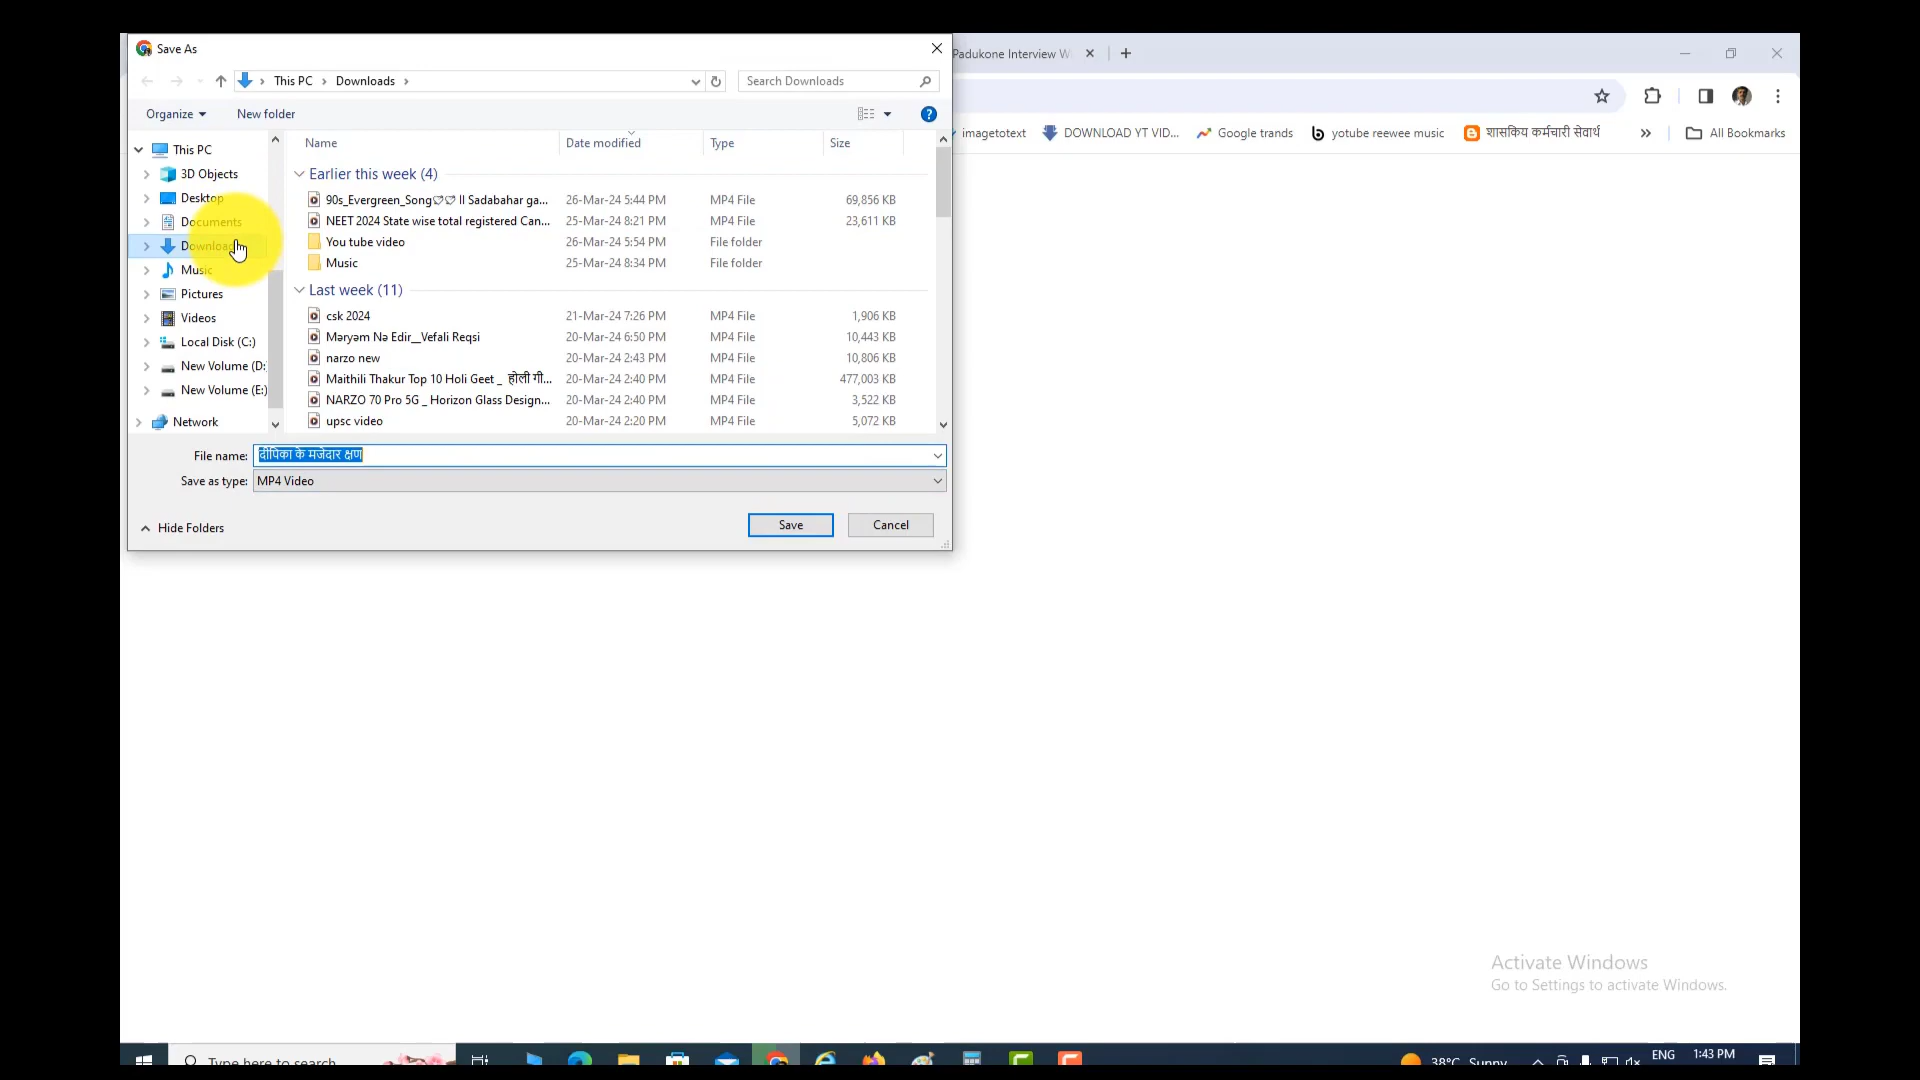 Save As
Padukone Interview W
This PC
Downloads
Search Downloads
Organize
New folder
imagetotext
DOWNLOAD YT VID...
Google trands
yotube reewee music
शासकिय कर्मचारी सेवार्थ
All Bookmarks
This PC
3D Objects
Desktop
Documents
Music
Pictures
Videos
Local Disk (C:)
New Volume (D:
New Volume (E:)
Network
Name Date modified Type Size
Earlier this week (4)
90s_Evergreen_Song♡♡ ll Sadabahar ga... 26-Mar-24 5:44 PM MP4 File 69,856 KB
NEET 2024 State wise total registered Can... 25-Mar-24 8:21 PM MP4 File 23,611 KB
You tube video 26-Mar-24 5:54 PM File folder
Music 25-Mar-24 8:34 PM File folder
Last week (11)
csk 2024 21-Mar-24 7:26 PM MP4 File 1,906 KB
Məryəm Nə Edir__Vefali Reqsi 20-Mar-24 6:50 PM MP4 File 10,443 KB
narzo new 20-Mar-24 2:43 PM MP4 File 10,806 KB
Maithili Thakur Top 10 Holi Geet _ होली गी... 20-Mar-24 2:40 PM MP4 File 477,003 KB
NARZO 70 Pro 5G _ Horizon Glass Design... 20-Mar-24 2:40 PM MP4 File 3,522 KB
upsc video 20-Mar-24 2:20 PM MP4 File 5,072 KB
File name: दीपिका के मजेदार क्षण
Save as type: MP4 Video
Hide Folders
Save
Cancel
Activate Windows
Go to Settings to activate Windows.
Type here to search
38°C Sunny
ENG
1:43 PM